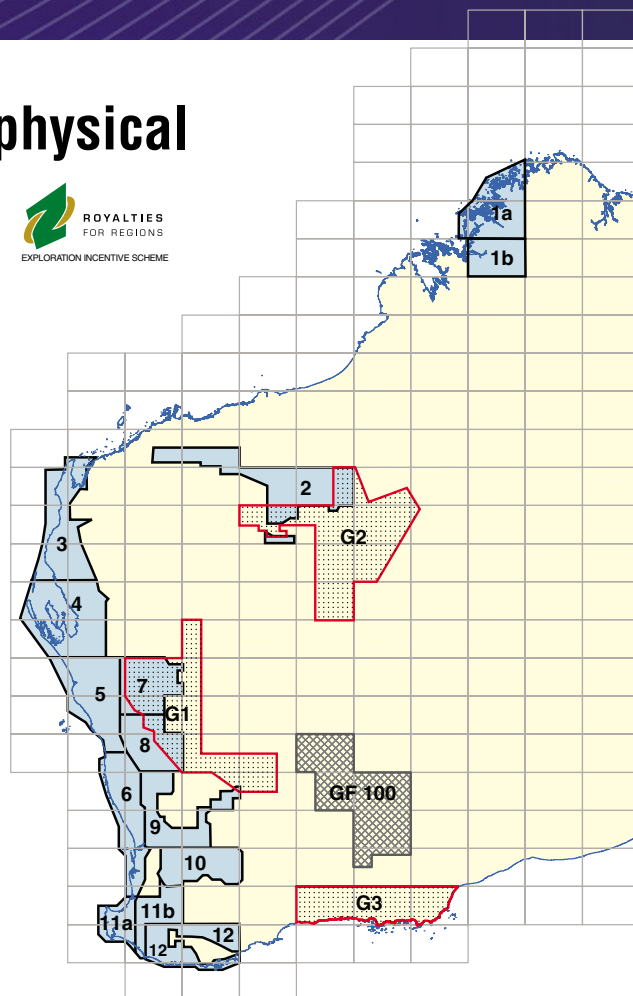 physical
ROYALTIES
FOR REGIONS
EXPLORATION INCENTIVE SCHEME
1a
1b
2
G2
3
4
7
5
G1
8
6
GF 100
9
10
G3
11b
11a
12
12